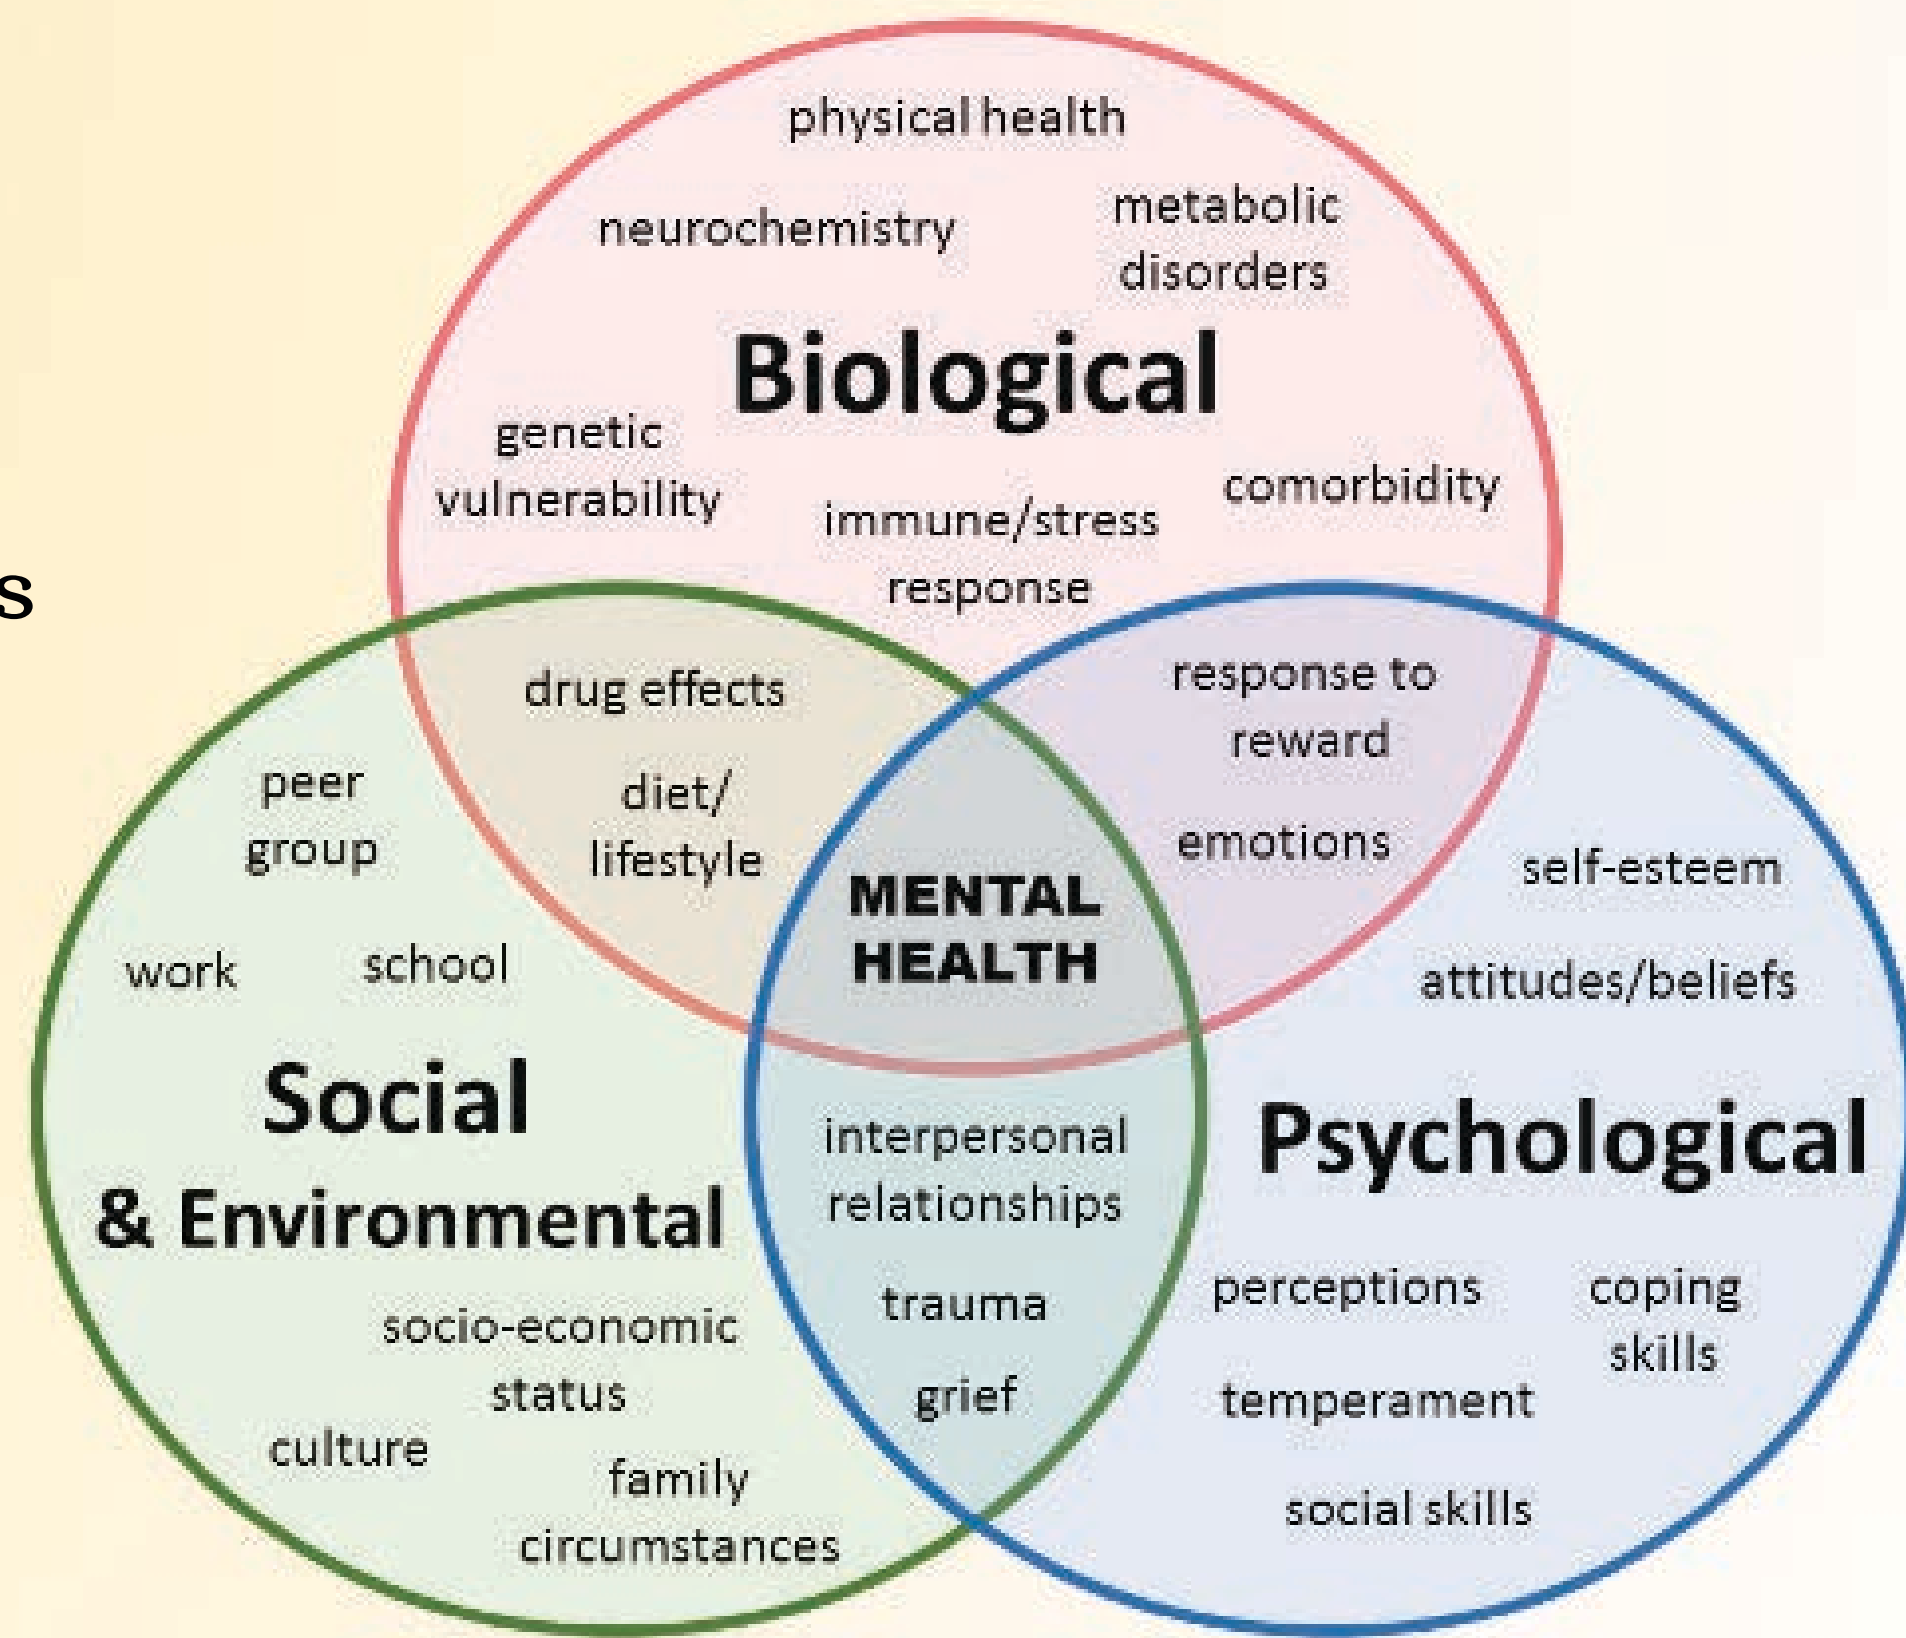 physical health
neurochemistry
metabolic
disorders
Biological
genetic
vulnerability
immune/stress
response
comorbidity
s
drug effects
diet/
lifestyle
response to
reward
emotions
MENTAL
HEALTH
peer
group
work
school
Social
& Environmental
socio-economic
status
culture
family
circumstances
interpersonal
relationships
trauma
grief
self-esteem
attitudes/beliefs
Psychological
perceptions
coping
skills
temperament
social skills